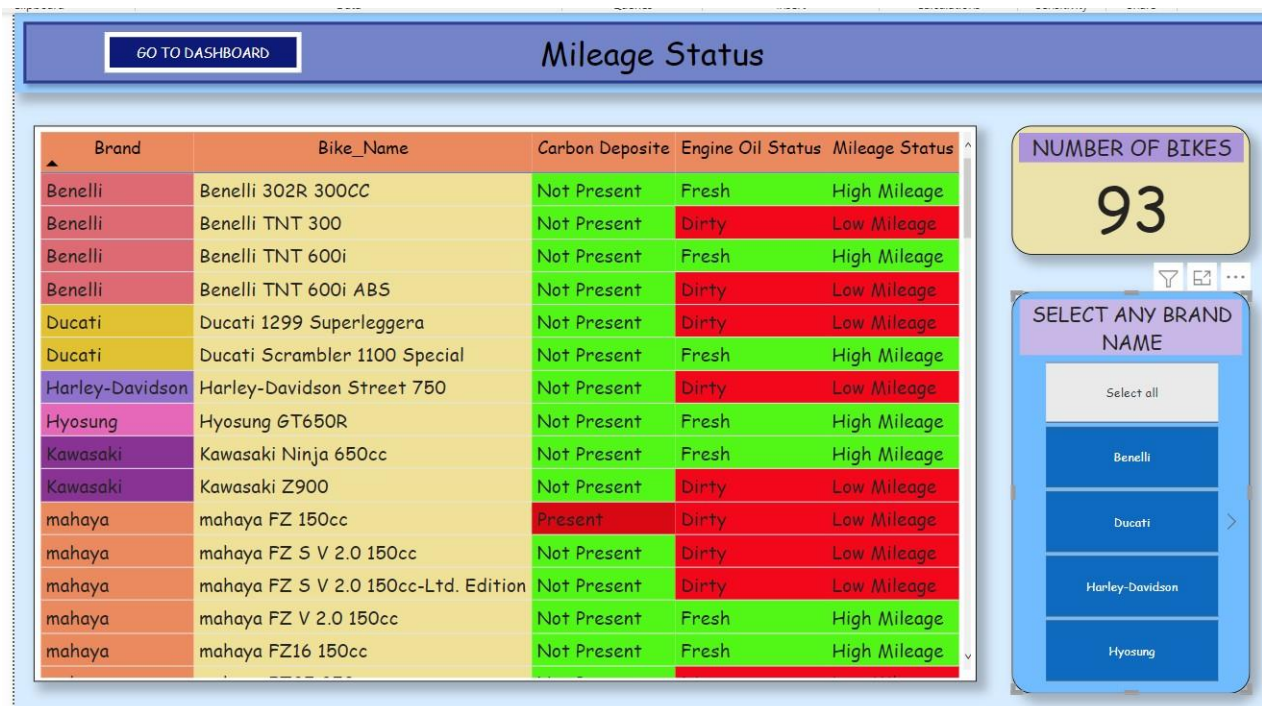 GO TO DASHBOARD
Mileage Status
Brand Bike_Name Carbon Deposite Engine Oil Status Mileage Status
Benelli Benelli 302R 300CC Not Present Fresh High Mileage
Benelli Benelli TNT 300 Not Present Dirty Low Mileage
Benelli Benelli TNT 600i Not Present Fresh High Mileage
Benelli Benelli TNT 600i ABS Not Present Dirty Low Mileage
Ducati Ducati 1299 Superleggera Not Present Dirty Low Mileage
Ducati Ducati Scrambler 1100 Special Not Present Fresh High Mileage
Harley-Davidson Harley-Davidson Street 750 Not Present Dirty Low Mileage
Hyosung Hyosung GT650R Not Present Fresh High Mileage
Kawasaki Kawasaki Ninja 650cc Not Present Fresh High Mileage
Kawasaki Kawasaki Z900 Not Present Dirty Low Mileage
mahaya mahaya FZ 150cc Present Dirty Low Mileage
mahaya mahaya FZ S V 2.0 150cc Not Present Dirty Low Mileage
mahaya mahaya FZ S V 2.0 150cc-Ltd. Edition Not Present Dirty Low Mileage
mahaya mahaya FZ V 2.0 150cc Not Present Fresh High Mileage
mahaya mahaya FZ16 150cc Not Present Fresh High Mileage
NUMBER OF BIKES
93
SELECT ANY BRAND
NAME
Select all
Benelli
Ducati
Harley-Davidson
Hyosung